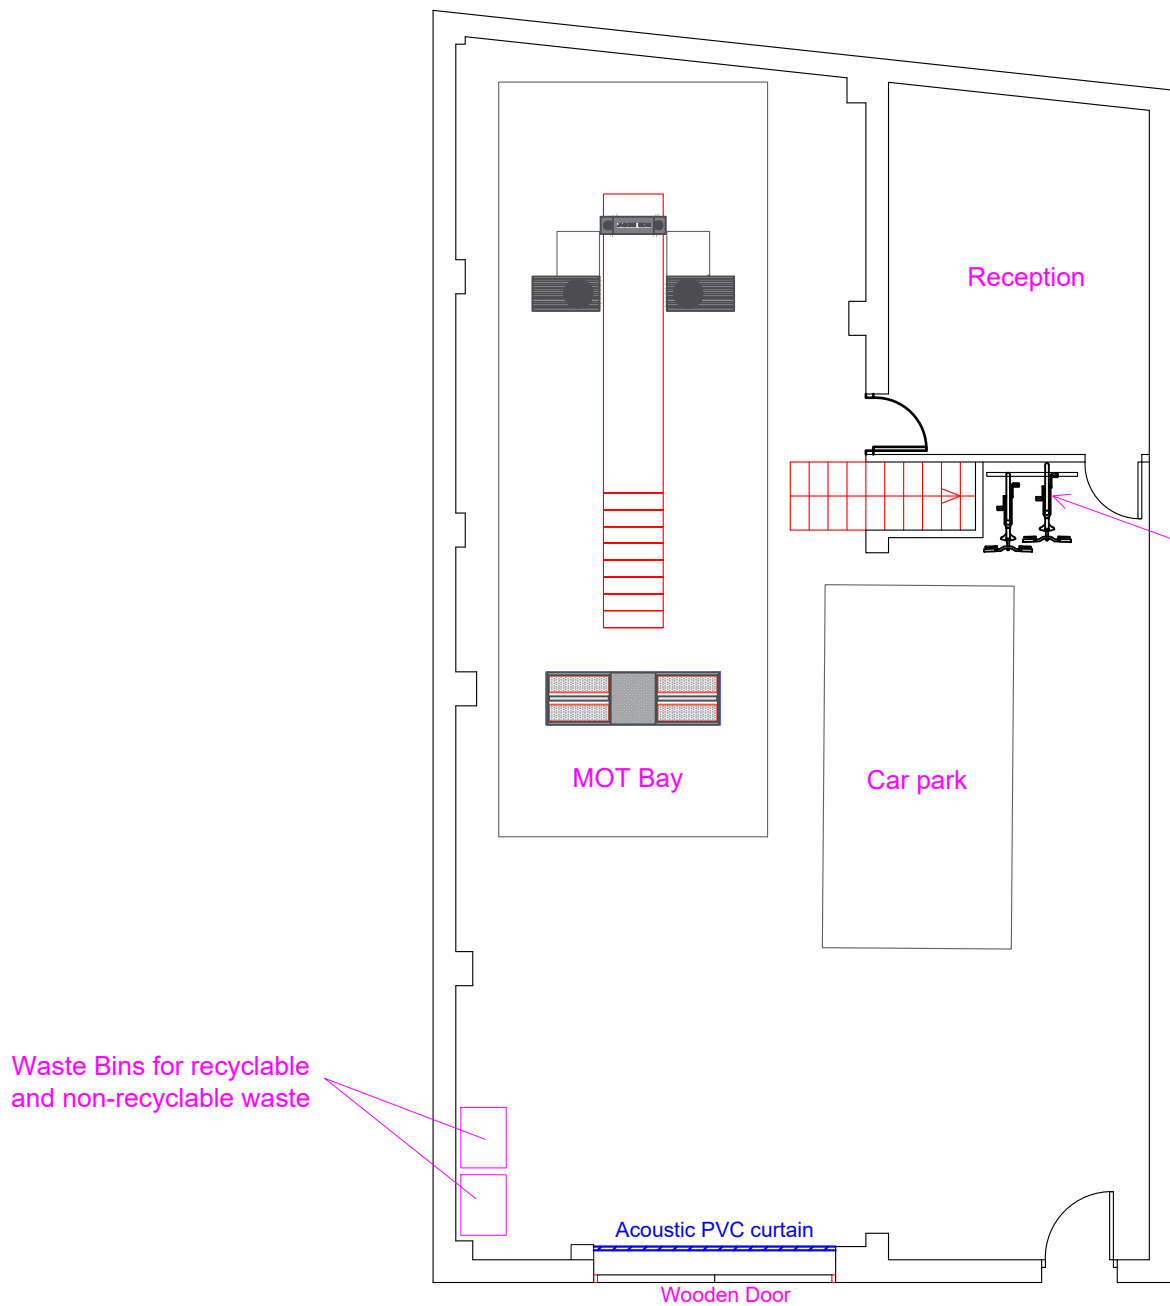 Reception
MOT Bay
Car park
Waste Bins for recyclable
and non-recyclable waste
Acoustic PVC curtain
Wooden Door